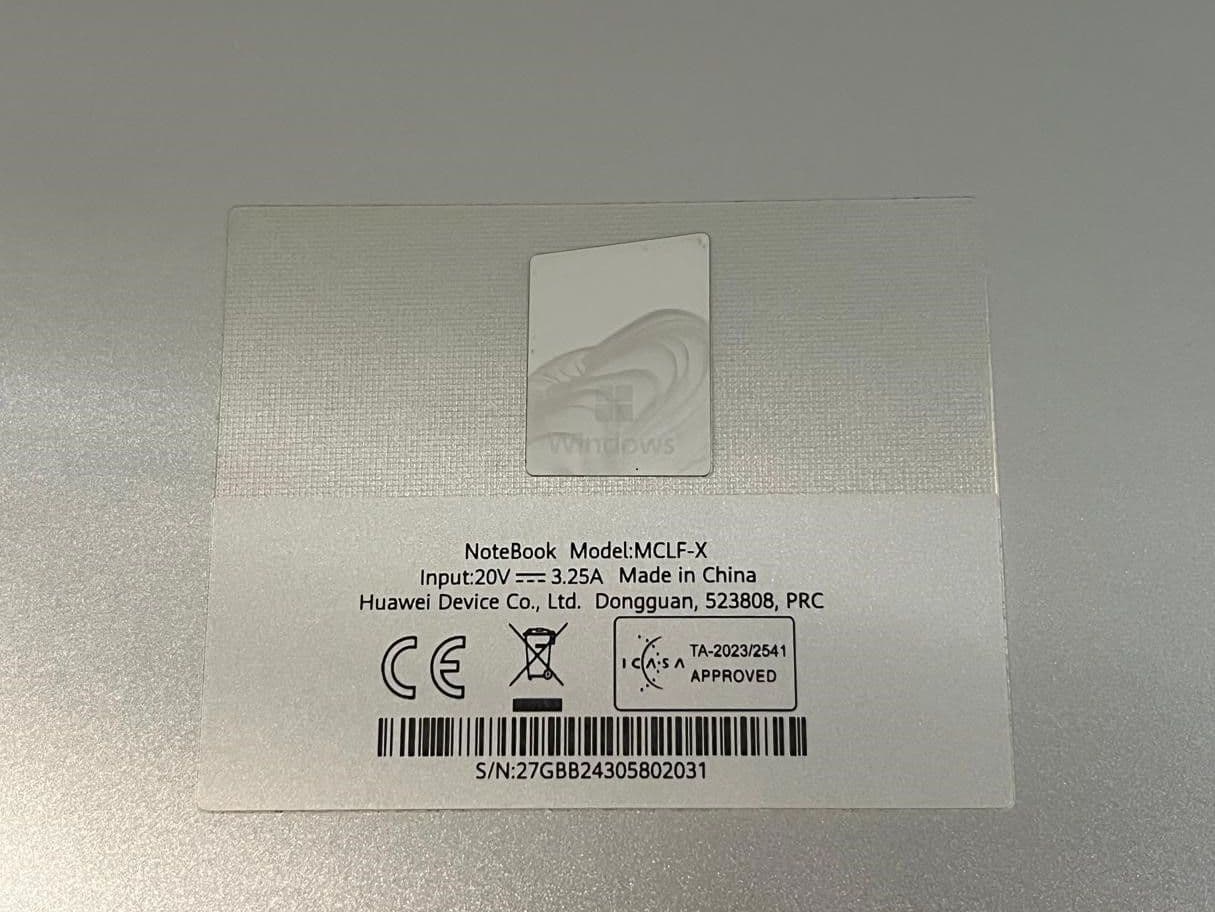 Windows
NoteBook Model:MCLF-X
Input:20V ⎓ 3.25A Made in China
Huawei Device Co., Ltd. Dongguan, 523808, PRC
CE
ICASA TA-2023/2541
APPROVED
S/N:27GBB24305802031